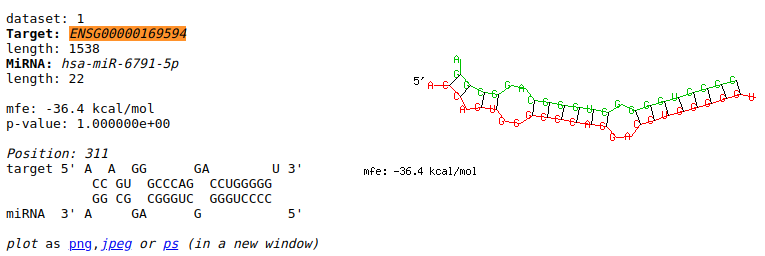 dataset: 1
Target: ENSG00000169594
length: 1538
MiRNA: hsa-miR-6791-5p
length: 22
mfe: -36.4 kcal/mol
p-value: 1.000000e+00
Position: 311
target 5' A  A  GG      GA        U 3'
           CC GU  GCCCAG  CCUGGGGG
           GG CG  CGGGUC  GGGUCCCC
miRNA  3' A     GA      G           5'
plot as png,jpeg or ps (in a new window)
5'
mfe: -36.4 kcal/mol